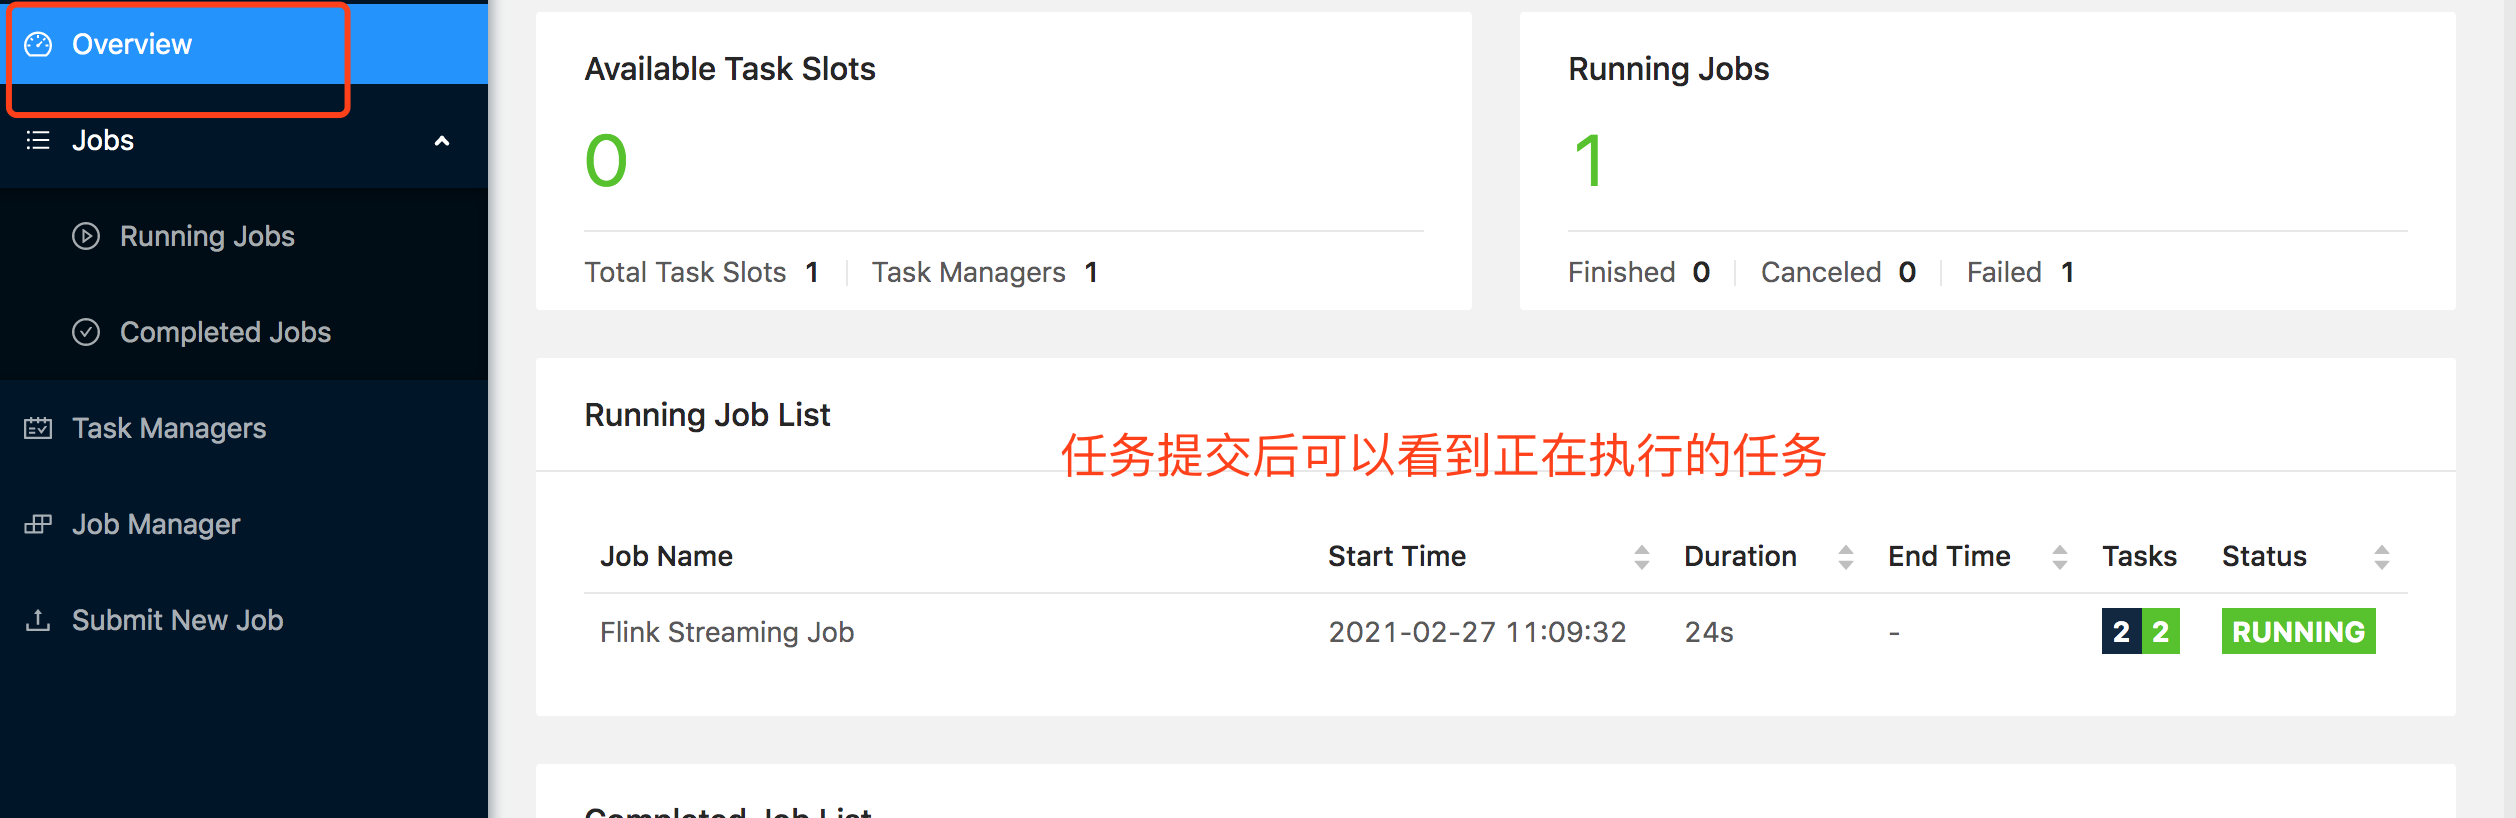 Overview
Jobs
Running Jobs
Completed Jobs
Task Managers
Job Manager
Submit New Job
Available Task Slots
0
Total Task Slots 1 Task Managers 1
Running Jobs
1
Finished 0 Canceled 0 Failed 1
Running Job List
任务提交后可以看到正在执行的任务
Job Name Start Time Duration End Time Tasks Status
Flink Streaming Job 2021-02-27 11:09:32 24s - 2 2 RUNNING
Completed Job List